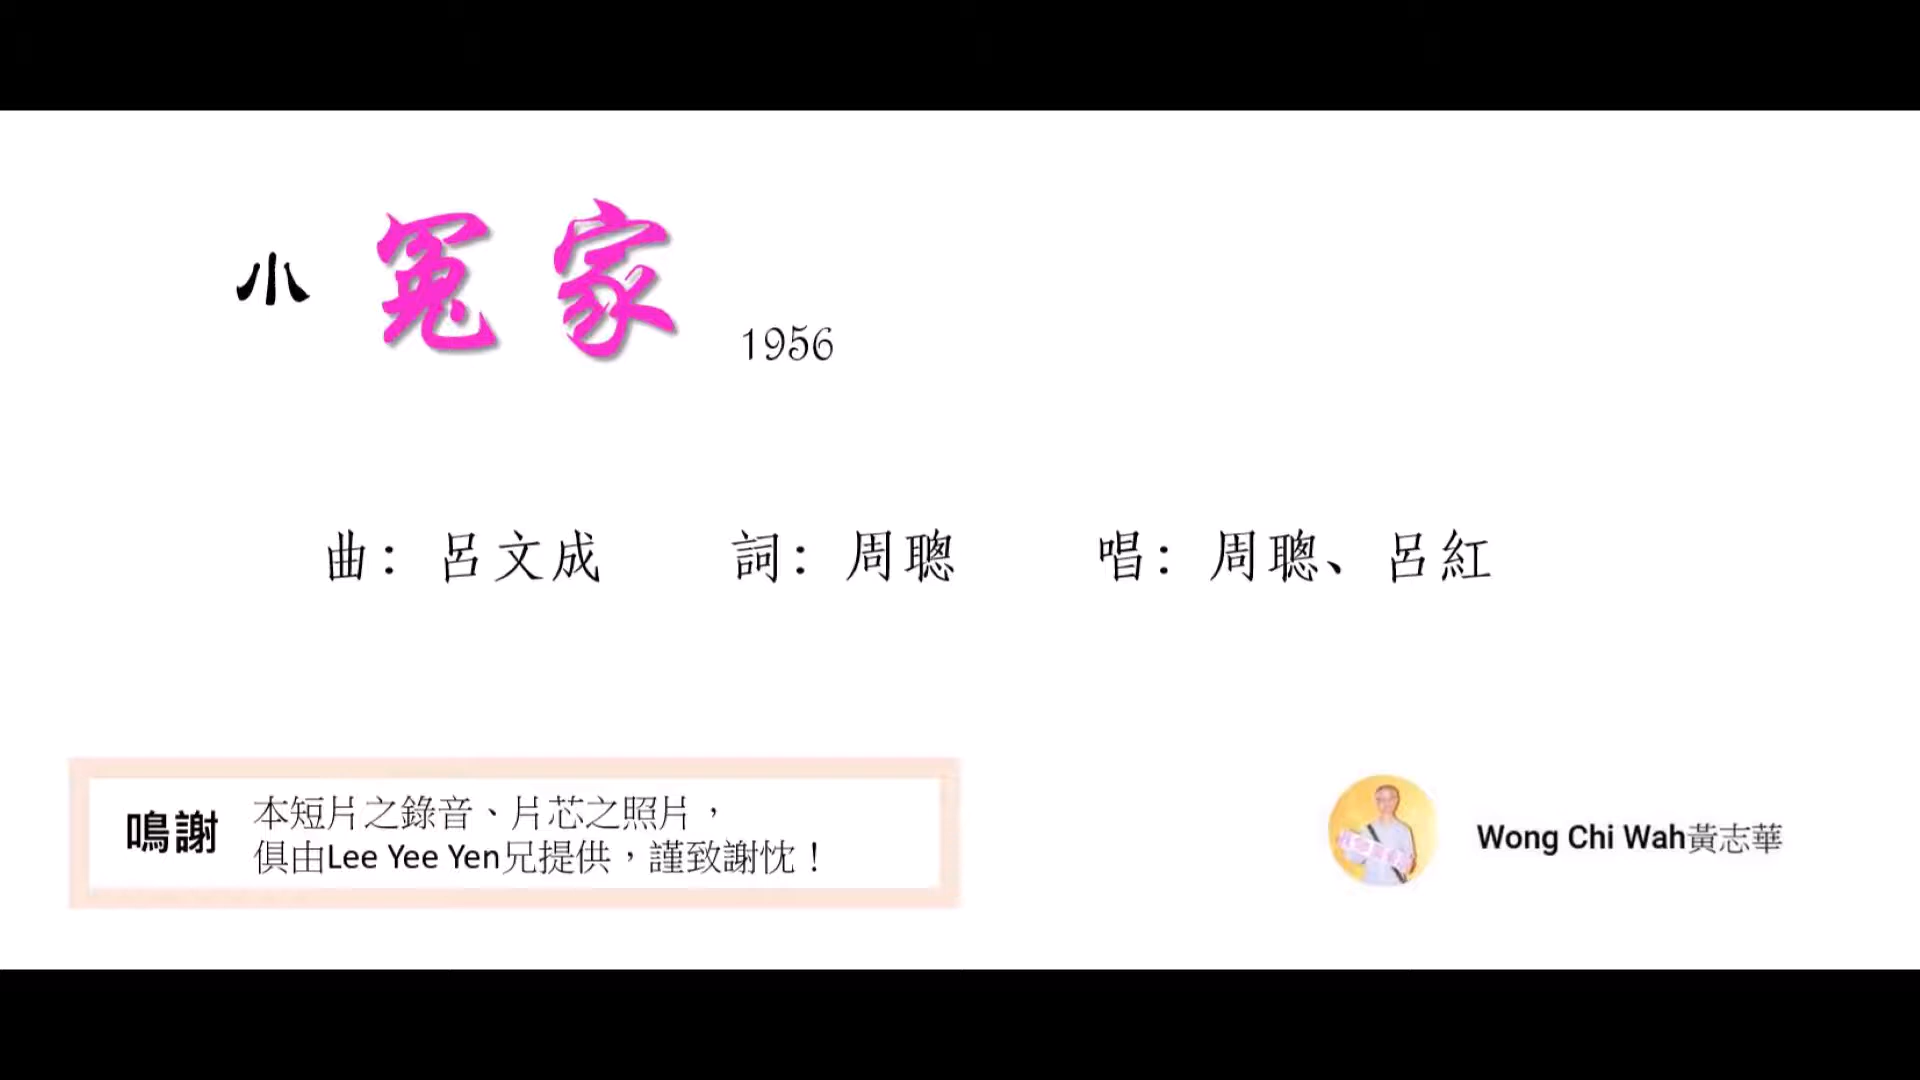 小 冤 家 1956
曲：呂文成 詞：周聰 唱：周聰、呂紅
鳴謝
本短片之錄音、片芯之照片，
俱由Lee Yee Yen兄提供，謹致謝忱！
Wong Chi Wah黃志華